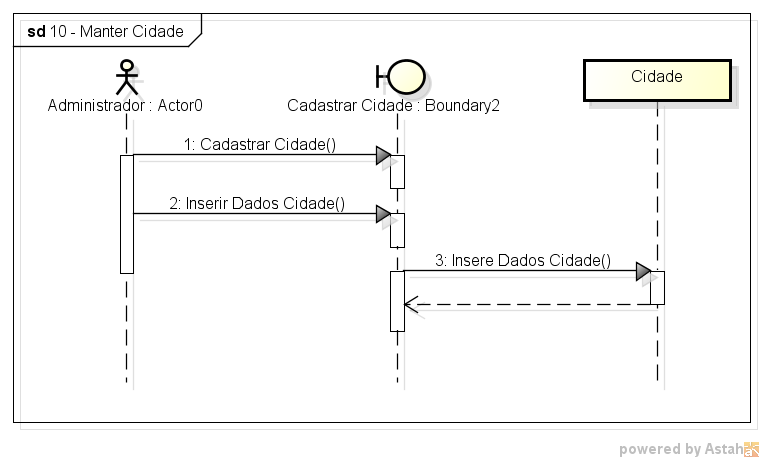 sd 10 - Manter Cidade
Administrador : Actor0
Cadastrar Cidade : Boundary2
Cidade
1: Cadastrar Cidade()
2: Inserir Dados Cidade()
3: Insere Dados Cidade()
powered by Astah